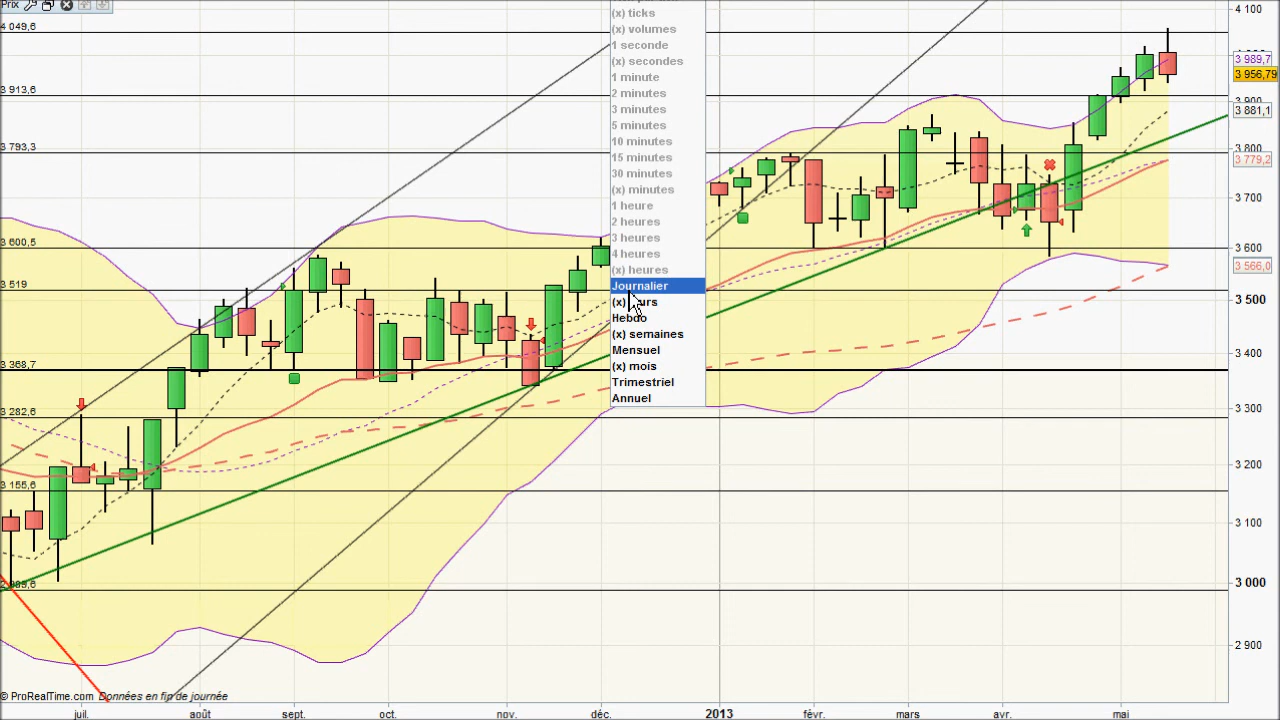 Prix
(x) ticks
(x) volumes
1 seconde
(x) secondes
1 minute
2 minutes
3 minutes
5 minutes
10 minutes
15 minutes
30 minutes
(x) minutes
1 heure
2 heures
3 heures
4 heures
(x) heures
Journalier
Hebdo
(x) semaines
Mensuel
(x) mois
Trimestriel
Annuel
4 049,6
3 913,6
3 793,3
3 600,5
3 519
3 368,7
3 282,6
3 155,6
4 100
3 989,7
3 956,79
3 900
3 881,1
3 800
3 779,2
3 700
3 600
3 566,0
3 500
3 400
3 300
3 200
3 100
3 000
2 900
© ProRealTime.com Données en fin de journée
juil. août sept. oct. nov. déc. 2013 févr. mars avr. mai